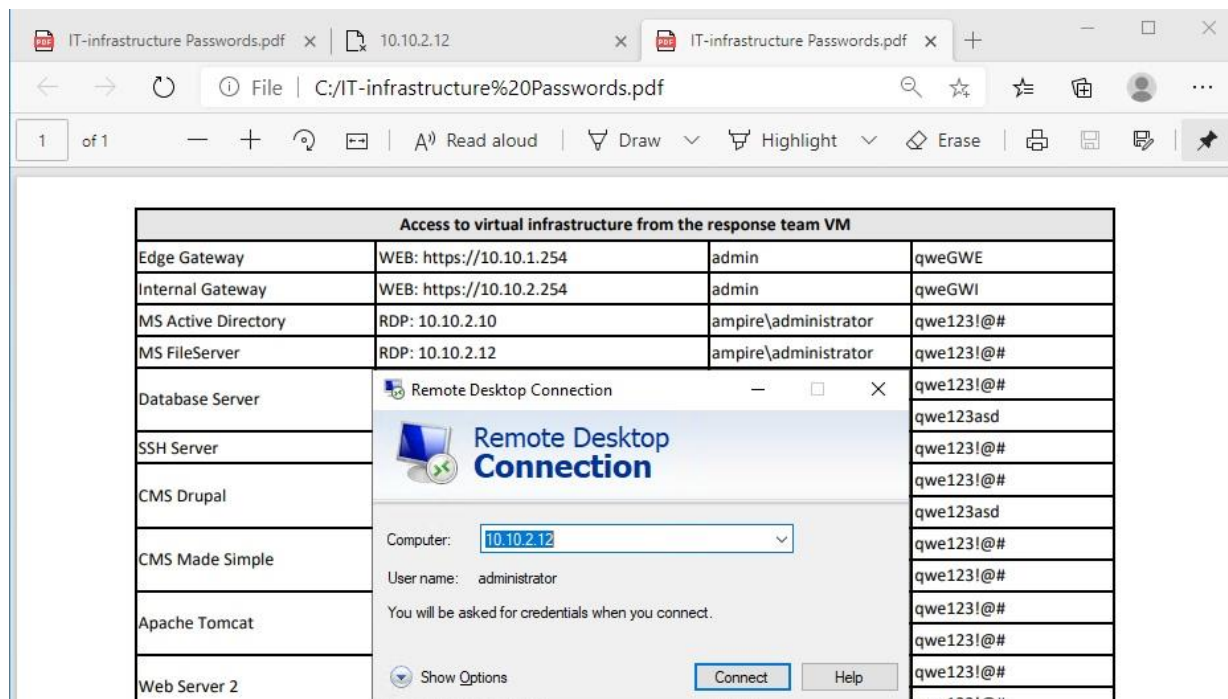 IT-infrastructure Passwords.pdf 10.10.2.12 IT-infrastructure Passwords.pdf
File C:/IT-infrastructure%20Passwords.pdf
1 of 1 Read aloud Draw Highlight Erase
Access to virtual infrastructure from the response team VM
Edge Gateway WEB: https://10.10.1.254 admin qweGWE
Internal Gateway WEB: https://10.10.2.254 admin qweGWI
MS Active Directory RDP: 10.10.2.10 ampire\administrator qwe123!@#
MS FileServer RDP: 10.10.2.12 ampire\administrator qwe123!@#
Database Server qwe123!@#
qwe123asd
SSH Server qwe123!@#
CMS Drupal qwe123!@#
qwe123asd
CMS Made Simple qwe123!@#
qwe123!@#
Apache Tomcat qwe123!@#
qwe123!@#
Web Server 2 qwe123!@#
Remote Desktop Connection
Remote Desktop
Connection
Computer: 10.10.2.12
User name: administrator
You will be asked for credentials when you connect.
Show Options Connect Help